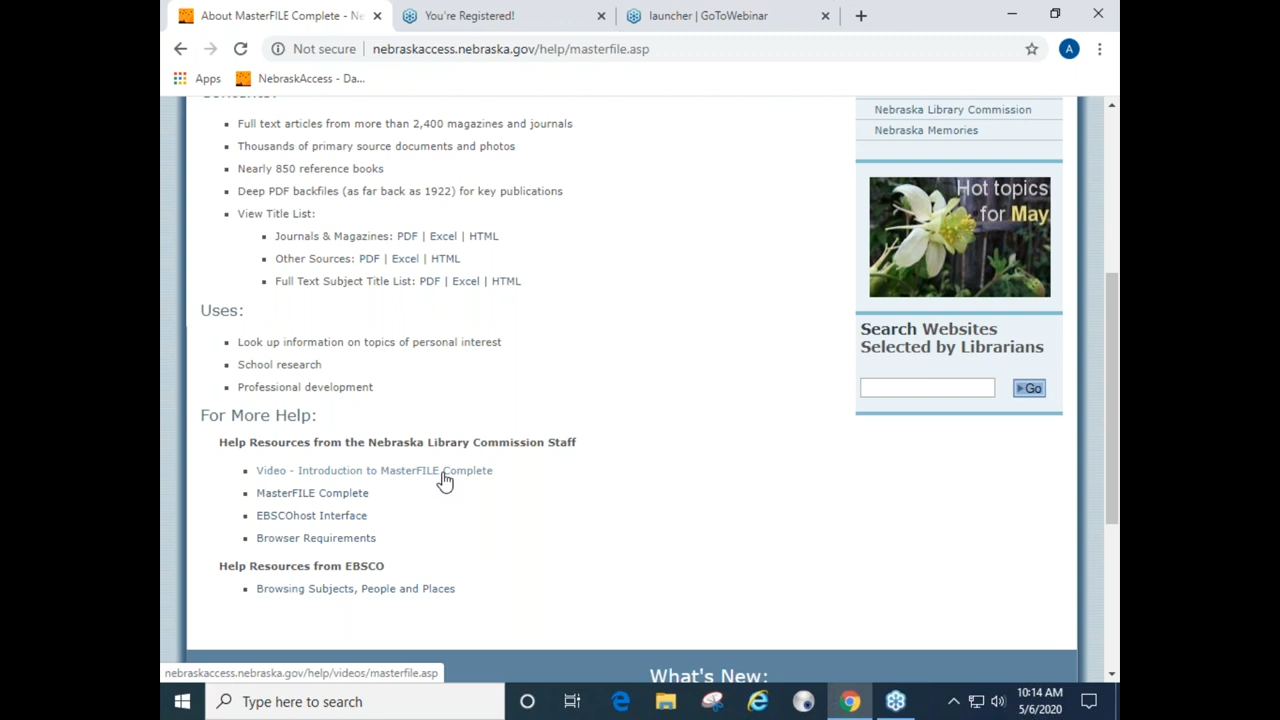 About MasterFILE Complete - Ne
You're Registered!
launcher | GoToWebinar
Not secure
nebraskaccess.nebraska.gov/help/masterfile.asp
A
Apps
NebraskAccess - Da...
Full text articles from more than 2,400 magazines and journals
Thousands of primary source documents and photos
Nearly 850 reference books
Deep PDF backfiles (as far back as 1922) for key publications
View Title List:
Journals & Magazines: PDF | Excel | HTML
Other Sources: PDF | Excel | HTML
Full Text Subject Title List: PDF | Excel | HTML
Uses:
Look up information on topics of personal interest
School research
Professional development
For More Help:
Help Resources from the Nebraska Library Commission Staff
Video - Introduction to MasterFILE Complete
MasterFILE Complete
EBSCOhost Interface
Browser Requirements
Help Resources from EBSCO
Browsing Subjects, People and Places
Nebraska Library Commission
Nebraska Memories
Hot topics
for May
Search Websites
Selected by Librarians
Go
What's New:
nebraskaccess.nebraska.gov/help/videos/masterfile.asp
Type here to search
10:14 AM
5/6/2020